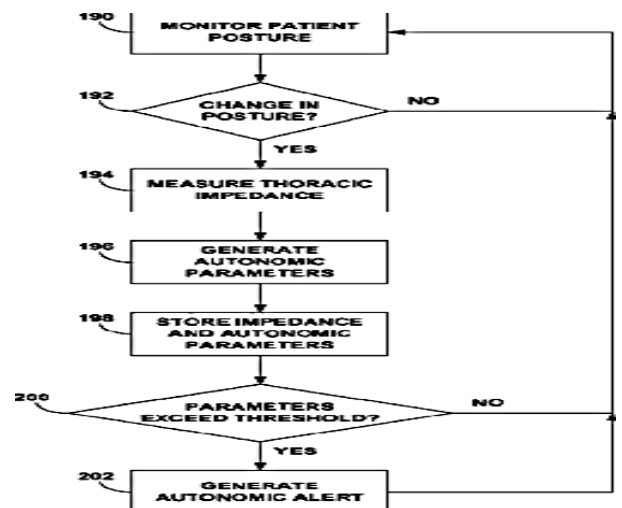 190
MONITOR PATIENT
POSTURE
192
CHANGE IN
POSTURE?
NO
YES
194
MEASURE THORACIC
IMPEDANCE
196
GENERATE
AUTONOMIC
PARAMETERS
198
STORE IMPEDANCE
AND AUTONOMIC
PARAMETERS
200
PARAMETERS
EXCEED THRESHOLD?
NO
YES
202
GENERATE
AUTONOMIC ALERT